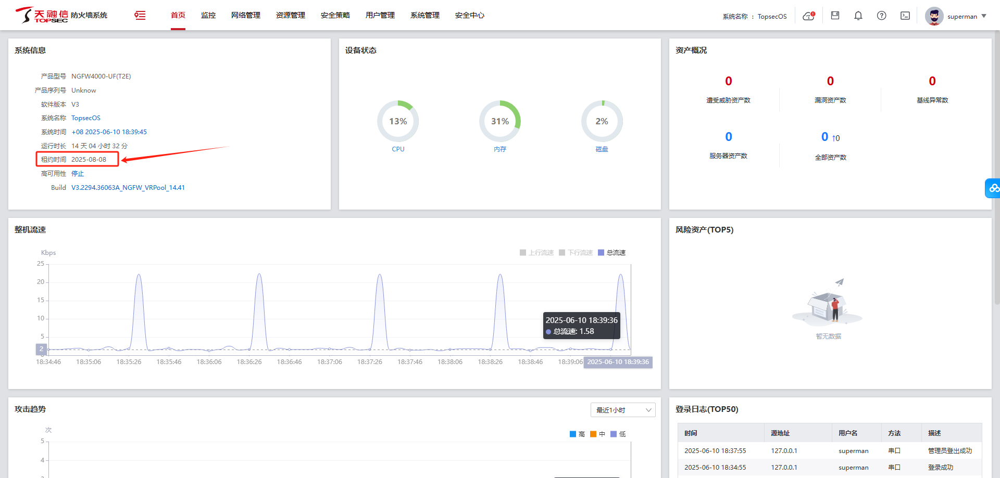 天融信
TOPSEC
防火墙系统
首页 监控 网络管理 资源管理 安全策略 用户管理 系统管理 安全中心
系统名称 : TopsecOS
superman
系统信息
产品型号 NGFW4000-UF(T2E)
产品序列号 Unknow
软件版本 V3
系统名称 TopsecOS
系统时间 +08 2025-06-10 18:39:45
运行时长 14 天 04 小时 32 分
租约时间 2025-08-08
高可用性 停止
Build V3.2294.36063A_NGFW_VRPool_14.41
设备状态
13% 31% 2%
CPU 内存 磁盘
资产概况
0 0 0
遭受威胁资产数 漏洞资产数 基线异常数
0 0 ↑0
服务器资产数 全部资产数
整机流速
Kbps
上行流速 下行流速 总流速
25
20
15
10
5
2
2025-06-10 18:39:36
总流速: 1.58
18:34:46 18:35:06 18:35:26 18:35:46 18:36:06 18:36:26 18:36:46 18:37:06 18:37:26 18:37:46 18:38:06 18:38:26 18:38:46 18:39:06 2025-06-10 18:39:36
风险资产(TOP5)
暂无数据
攻击趋势
最近1小时
次
高 中 低
5
4
登录日志(TOP50)
时间 源地址 用户名 方法 描述
2025-06-10 18:37:55 127.0.0.1 superman 串口 管理员登出成功
2025-06-10 18:34:55 127.0.0.1 superman 串口 登录成功